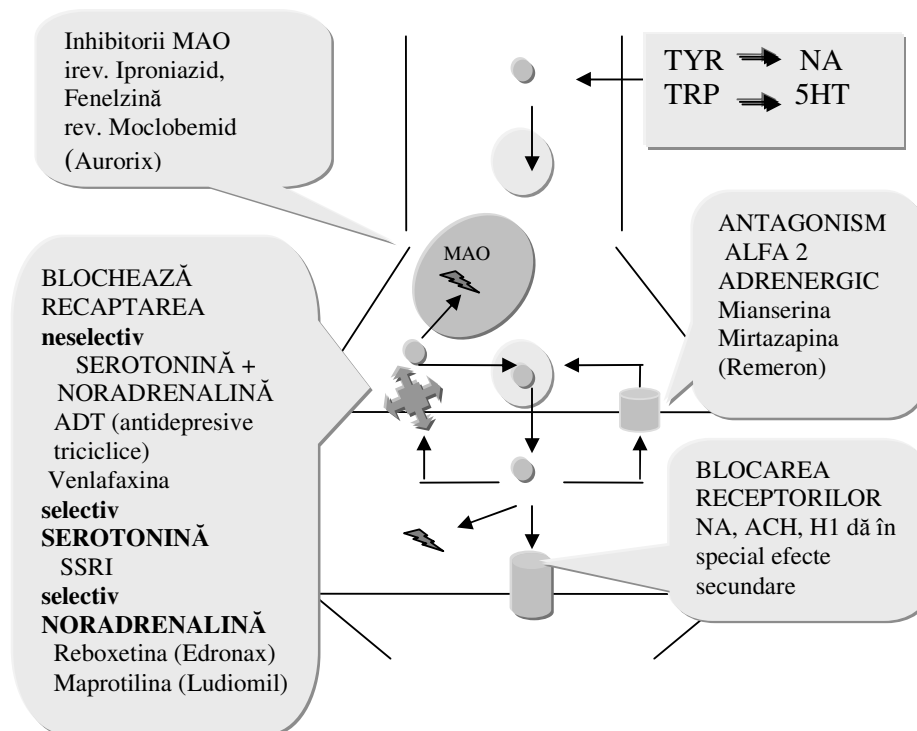 Inhibitorii MAO
irev. Iproniazid,
Fenelzină
rev. Moclobemid
(Aurorix)
TYR NA
TRP 5HT
MAO
ANTAGONISM
ALFA 2
ADRENERGIC
Mianserina
Mirtazapina
(Remeron)
BLOCHEAZĂ
RECAPTAREA
neselectiv
SEROTONINĂ +
NORADRENALINĂ
ADT (antidepresive
triciclice)
Venlafaxina
selectiv
SEROTONINĂ
SSRI
selectiv
NORADRENALINĂ
Reboxetina (Edronax)
Maprotilina (Ludiomil)
BLOCAREA
RECEPTORILOR
NA, ACH, H1 dă în
special efecte
secundare